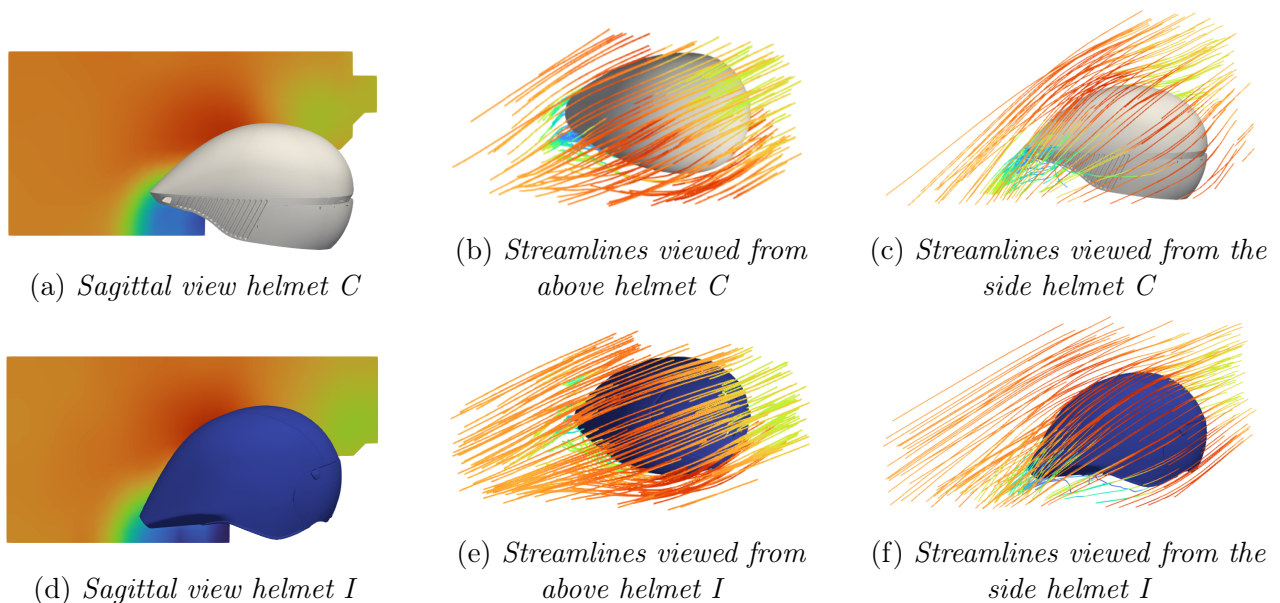 (a) Sagittal view helmet C
(b) Streamlines viewed from
above helmet C
(c) Streamlines viewed from the
side helmet C
(d) Sagittal view helmet I
(e) Streamlines viewed from
above helmet I
(f) Streamlines viewed from the
side helmet I